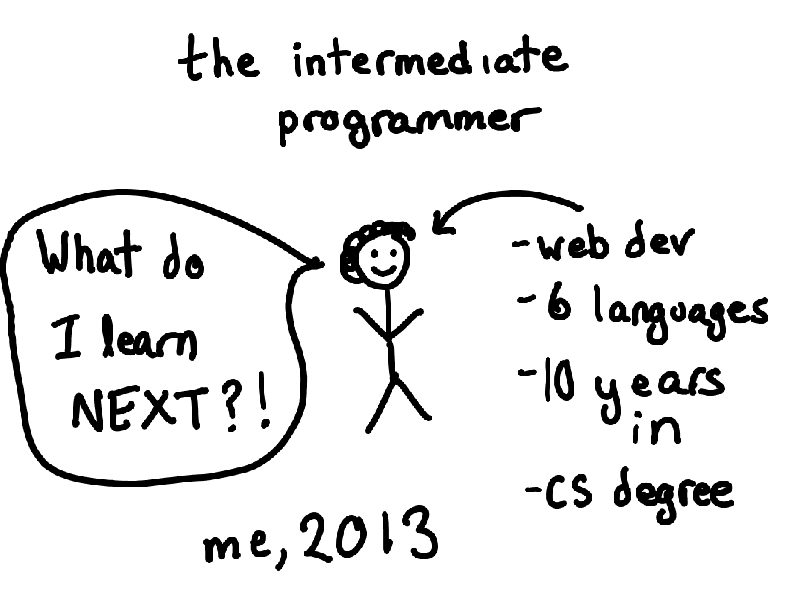 the intermediate
programmer
What do
I learn
NEXT?!
-web dev
-6 languages
-10 years
in
-CS degree
me, 2013